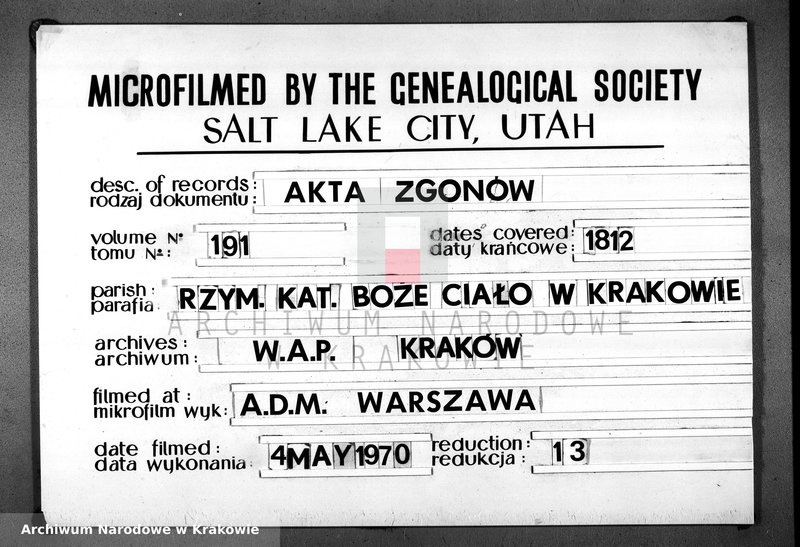 MICROFILMED BY THE GENEALOGICAL SOCIETY
SALT LAKE CITY, UTAH
desc. of records: AKTA ZGONÓW
rodzaj dokumentu:
volume Nº 191 dates covered: 1812
tomu Nº: daty krańcowe:
parish: RZYM. KAT. BOŻE CIAŁO W KRAKOWIE
parafia
ARCHIWUM NARODOWE
W KRAKOWIE
archives: W.A.P. KRAKÓW
archiwum:
filmed at: A.D.M. WARSZAWA
mikrofilm wyk:
date filmed: 4 MAY 1970 reduction: 13
data wykonania: redukcja:
Archiwum Narodowe w Krakowie